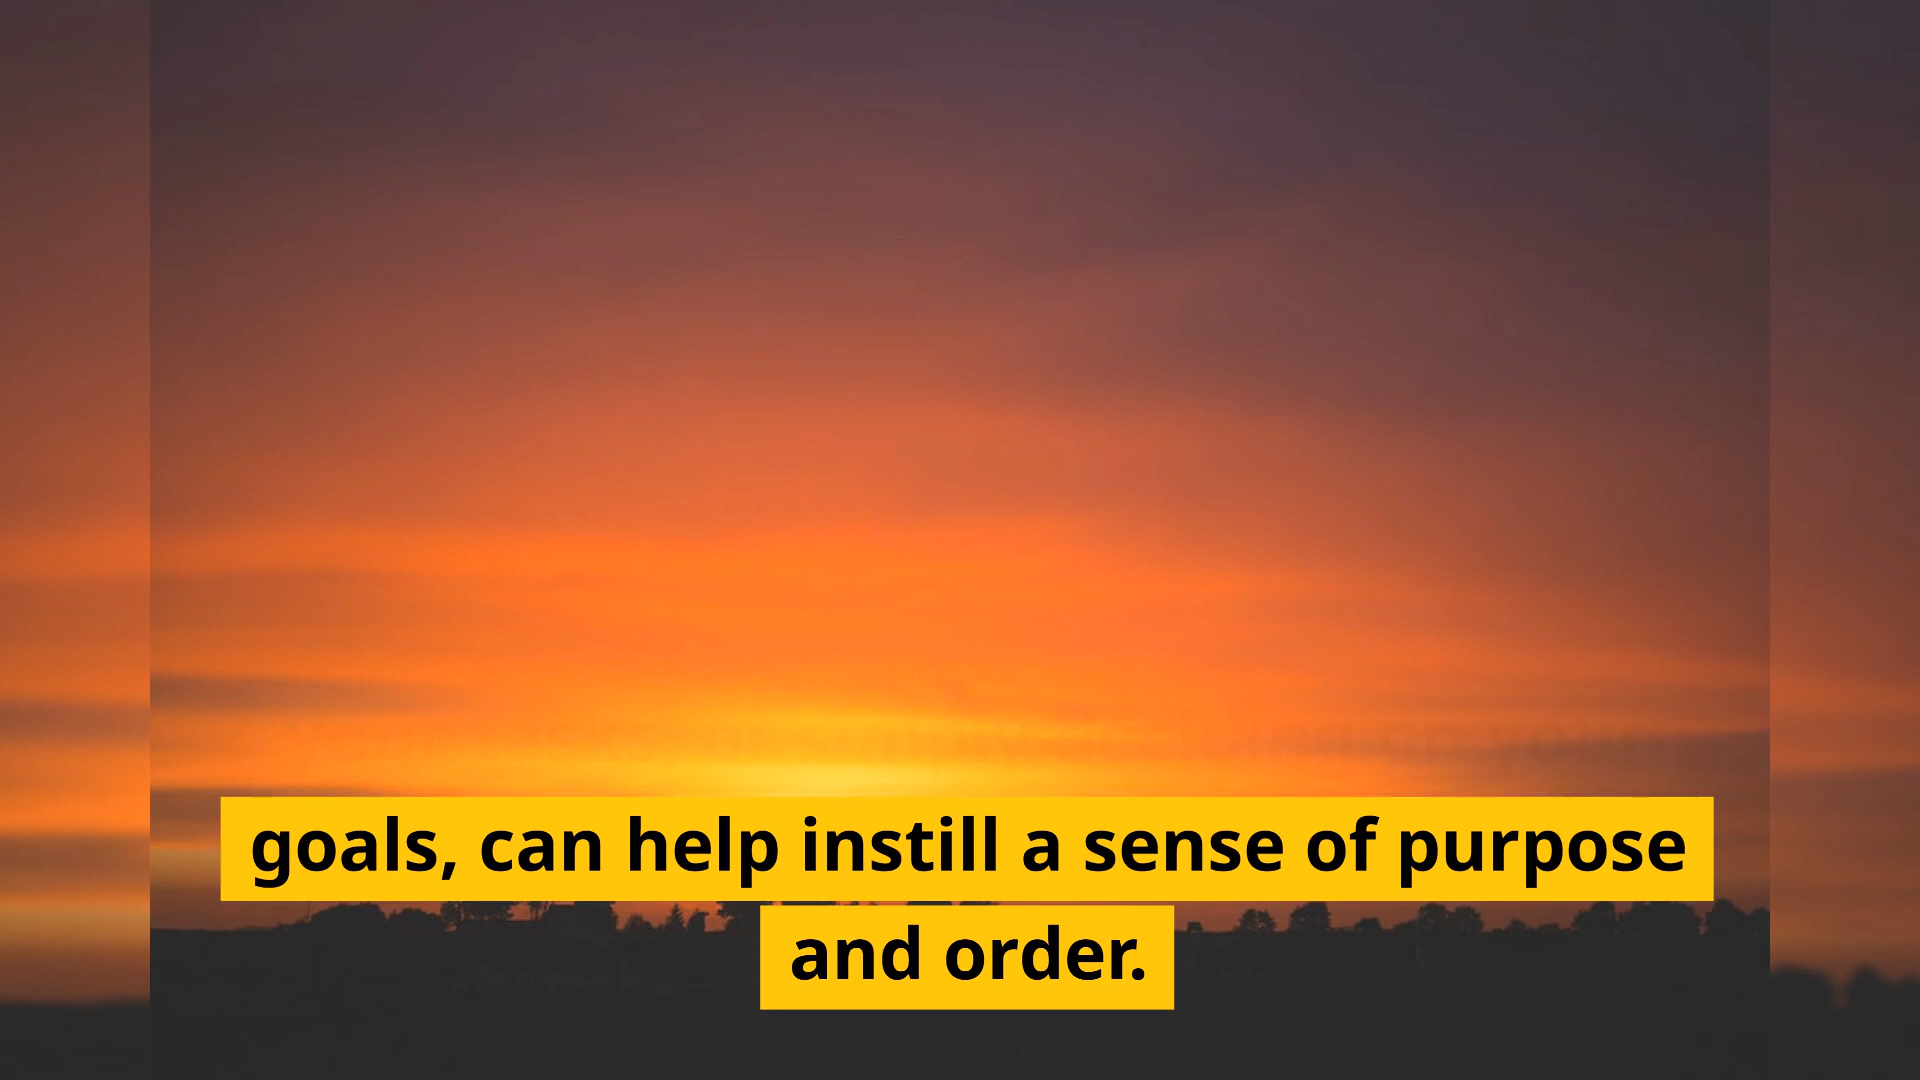 goals, can help instill a sense of purpose
and order.